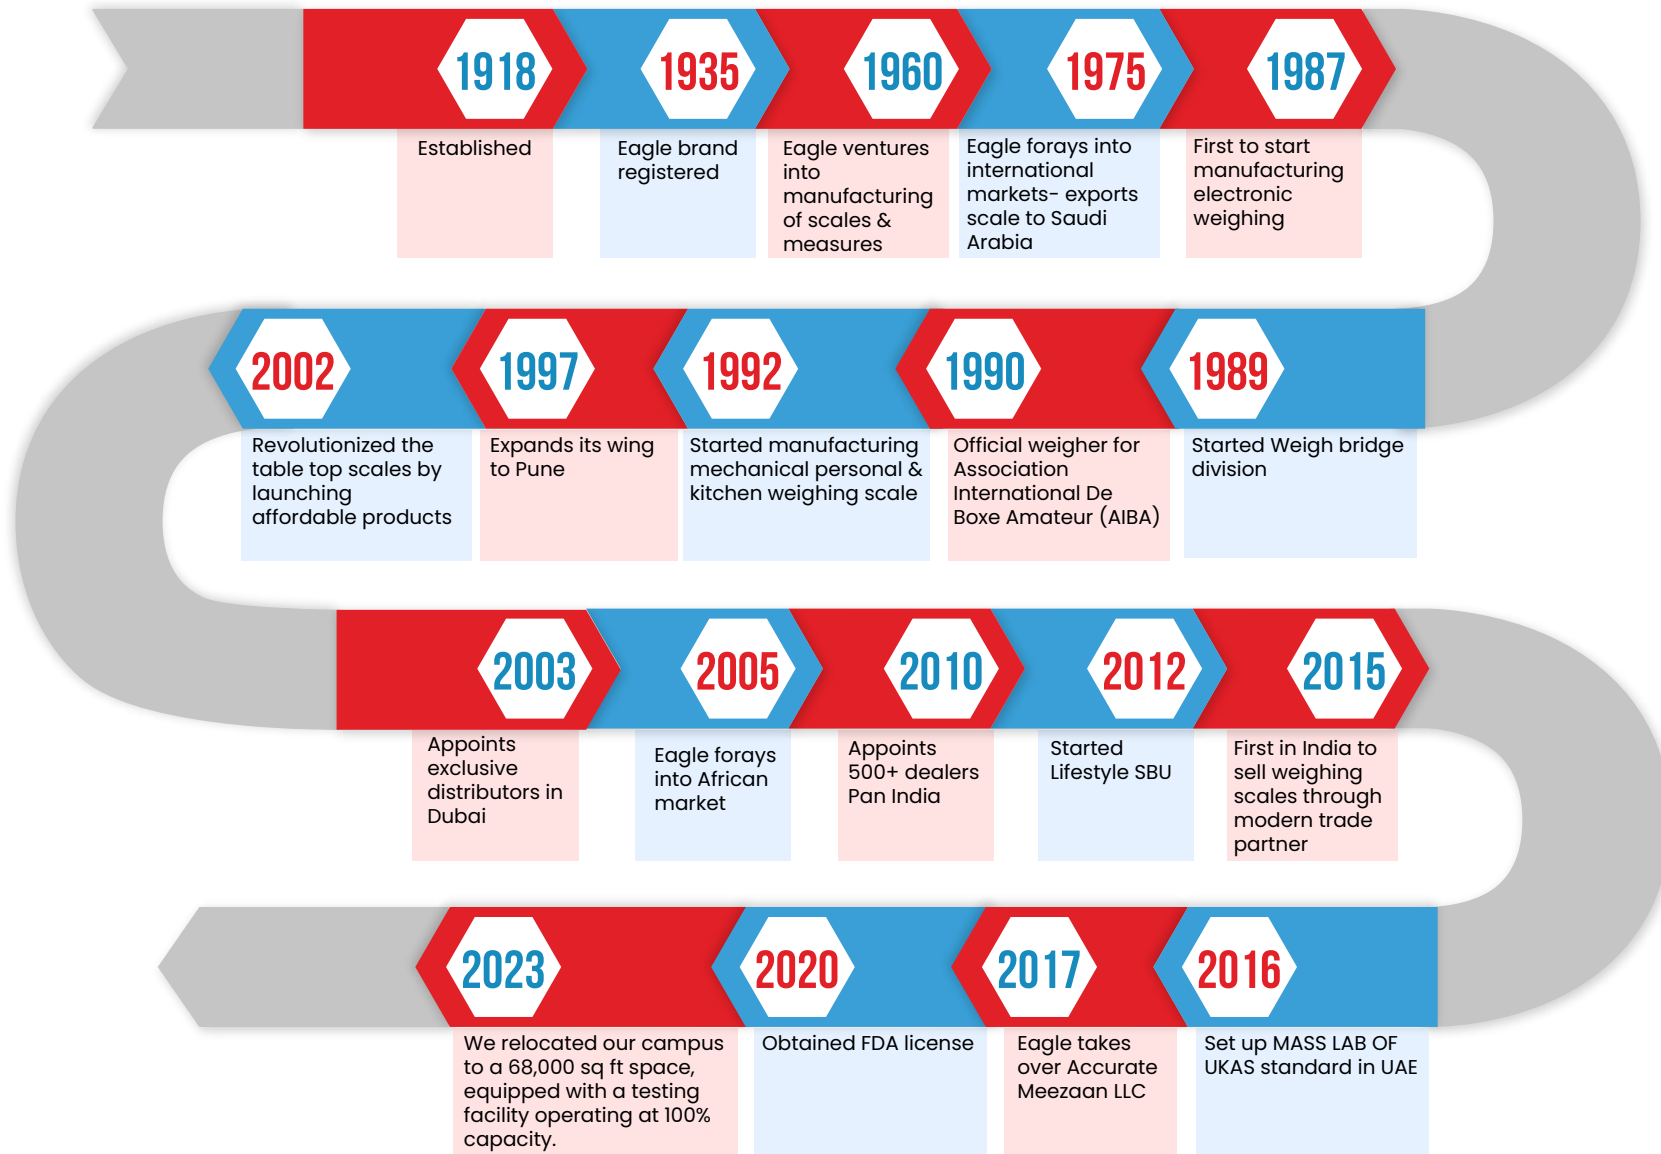 1918
Established
1935
Eagle brand
registered
1960
Eagle ventures
into
manufacturing
of scales &
measures
1975
Eagle forays into
international
markets- exports
scale to Saudi
Arabia
1987
First to start
manufacturing
electronic
weighing
1989
Started Weigh bridge
division
1990
Official weigher for
Association
International De
Boxe Amateur (AIBA)
1992
Started manufacturing
mechanical personal &
kitchen weighing scale
1997
Expands its wing
to Pune
2002
Revolutionized the
table top scales by
launching
affordable products
2003
Appoints
exclusive
distributors in
Dubai
2005
Eagle forays
into African
market
2010
Appoints
500+ dealers
Pan India
2012
Started
Lifestyle SBU
2015
First in India to
sell weighing
scales through
modern trade
partner
2016
Set up MASS LAB OF
UKAS standard in UAE
2017
Eagle takes
over Accurate
Meezaan LLC
2020
Obtained FDA license
2023
We relocated our campus
to a 68,000 sq ft space,
equipped with a testing
facility operating at 100%
capacity.